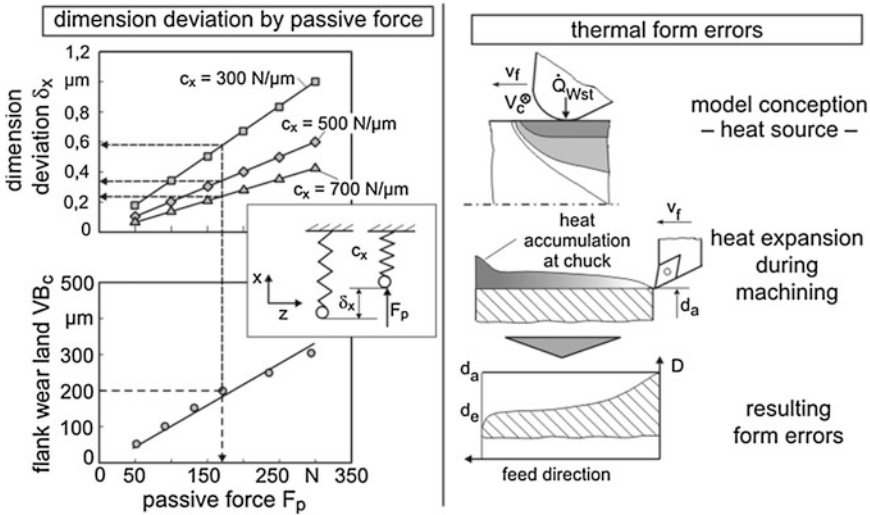 dimension deviation by passive force
dimension
deviation δx
1,2
µm
0,8
0,6
0,4
0,2
0
cx = 300 N/µm
cx = 500 N/µm
cx = 700 N/µm
cx
x
z
δx
Fp
flank wear land VBc
500
µm
300
200
100
0
50
100
150
200
250
N
350
passive force Fp
thermal form errors
vf
Vc
Q̇Wst
model conception
– heat source –
heat
accumulation
at chuck
vf
da
heat expansion
during
machining
da
de
D
feed direction
resulting
form errors